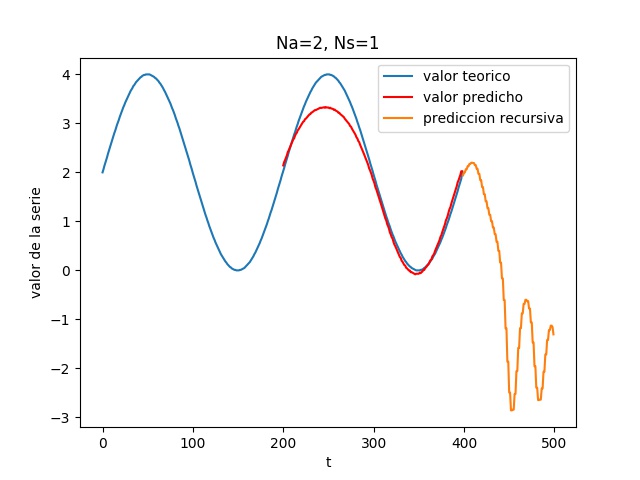 Na=2, Ns=1
valor teorico
valor predicho
prediccion recursiva
valor de la serie
4
3
2
1
0
−1
−2
−3
0 100 200 300 400 500
t